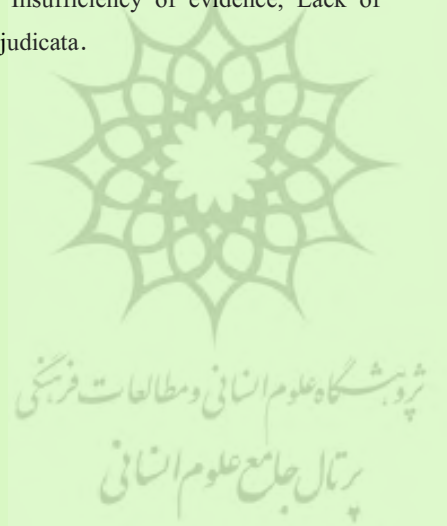 Insufficiency of evidence, Lack of
judicata.
پژوهشگاه علوم انسانی و مطالعات فرهنگی
پرتال جامع علوم انسانی